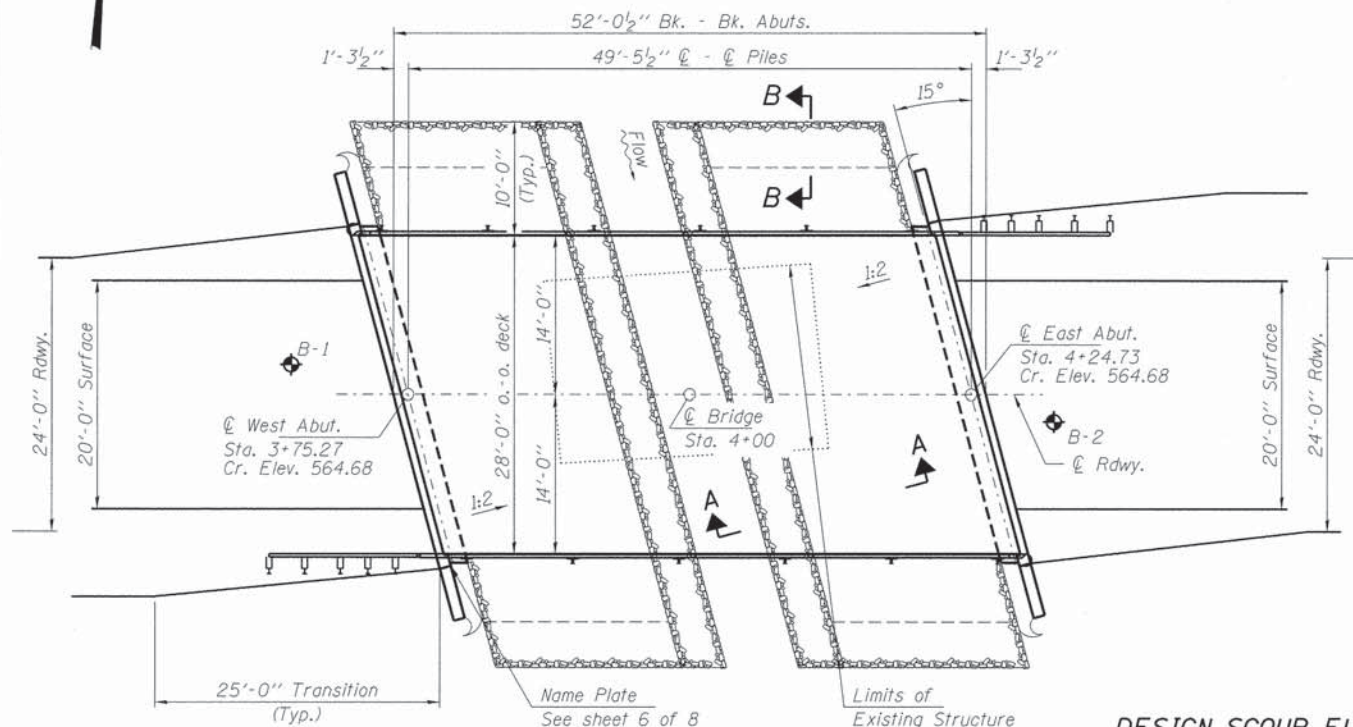 52'-0½" Bk. - Bk. Abuts.
1'-3½"
49'-5½" ℄ - ℄ Piles
1'-3½"
B
15°
Flow
10'-0"
(Typ.)
B
1:2
14'-0"
28'-0" o.-o. deck
14'-0"
24'-0" Rdwy.
20'-0" Surface
B-1
℄ West Abut.
Sta. 3+75.27
Cr. Elev. 564.68
℄ Bridge
Sta. 4+00
℄ East Abut.
Sta. 4+24.73
Cr. Elev. 564.68
B-2
℄ Rdwy.
20'-0" Surface
24'-0" Rdwy.
A
A
1:2
25'-0" Transition
(Typ.)
Name Plate
See sheet 6 of 8
Limits of
Existing Structure
DESIGN SCOUR